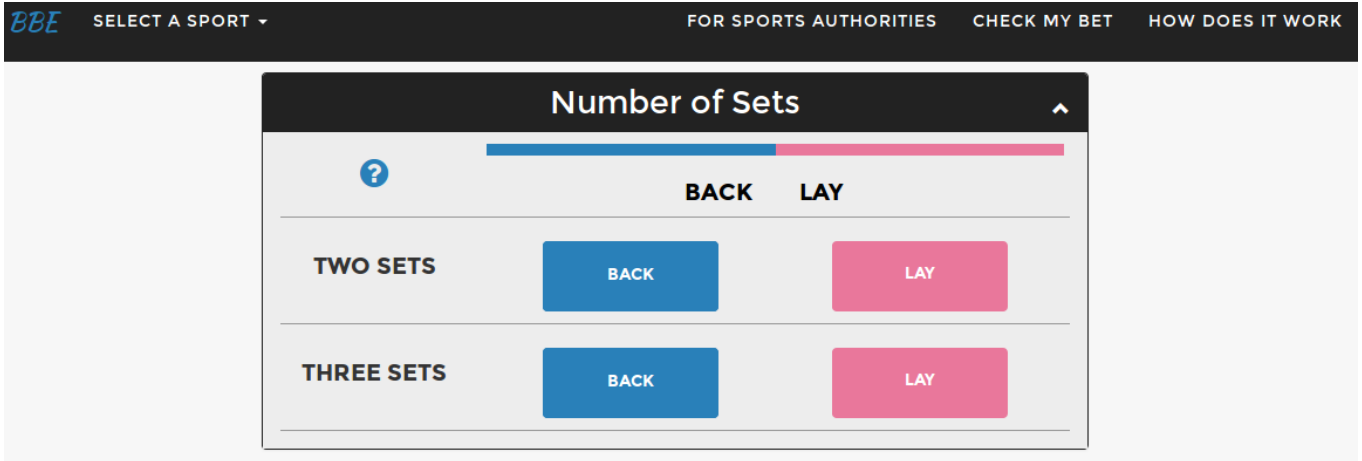 BBE SELECT A SPORT FOR SPORTS AUTHORITIES CHECK MY BET HOW DOES IT WORK
Number of Sets
?
BACK LAY
TWO SETS BACK LAY
THREE SETS BACK LAY